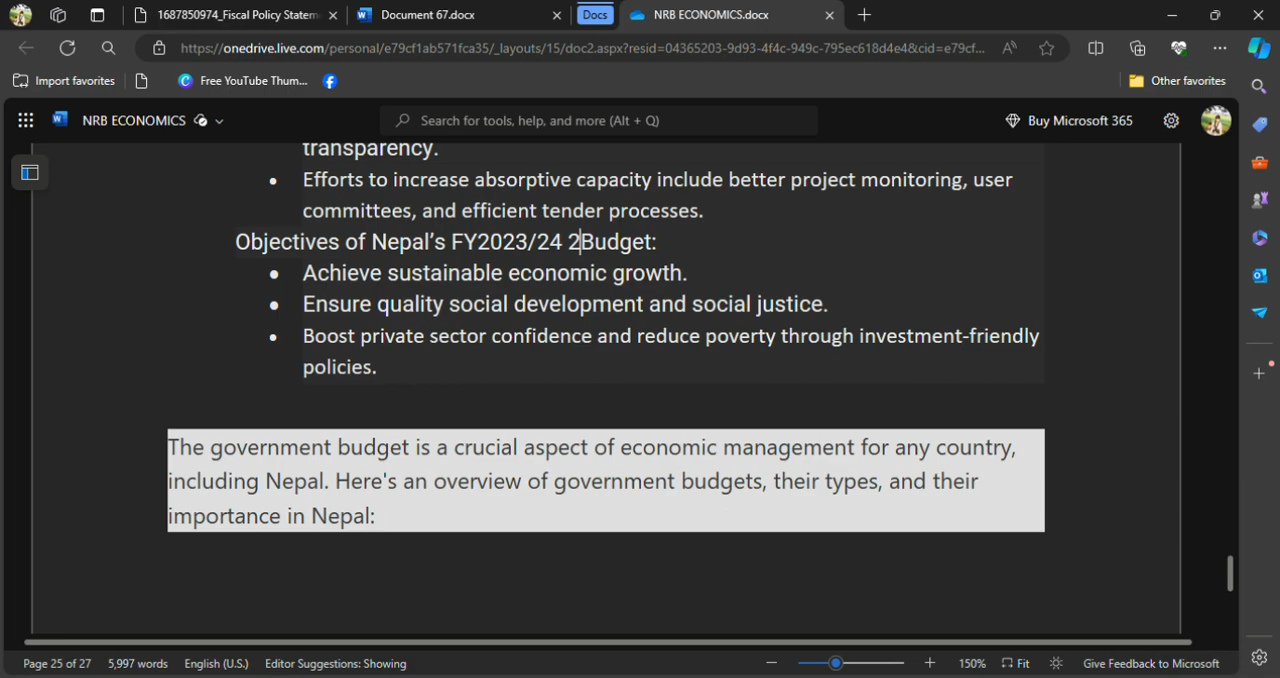 1687850974_Fiscal Policy Statem
Document 67.docx
Docs
NRB ECONOMICS.docx
https://onedrive.live.com/personal/e79cf1ab571fca35/_layouts/15/doc2.aspx?resid=04365203-9d93-4f4c-949c-795ec618d4e4&cid=e79cf...
Import favorites
Free YouTube Thum...
Other favorites
NRB ECONOMICS
Search for tools, help, and more (Alt + Q)
Buy Microsoft 365
transparency.
• Efforts to increase absorptive capacity include better project monitoring, user
committees, and efficient tender processes.
Objectives of Nepal’s FY2023/24 2Budget:
• Achieve sustainable economic growth.
• Ensure quality social development and social justice.
• Boost private sector confidence and reduce poverty through investment-friendly
policies.
The government budget is a crucial aspect of economic management for any country,
including Nepal. Here's an overview of government budgets, their types, and their
importance in Nepal:
Page 25 of 27
5,997 words
English (U.S.)
Editor Suggestions: Showing
150%
Fit
Give Feedback to Microsoft